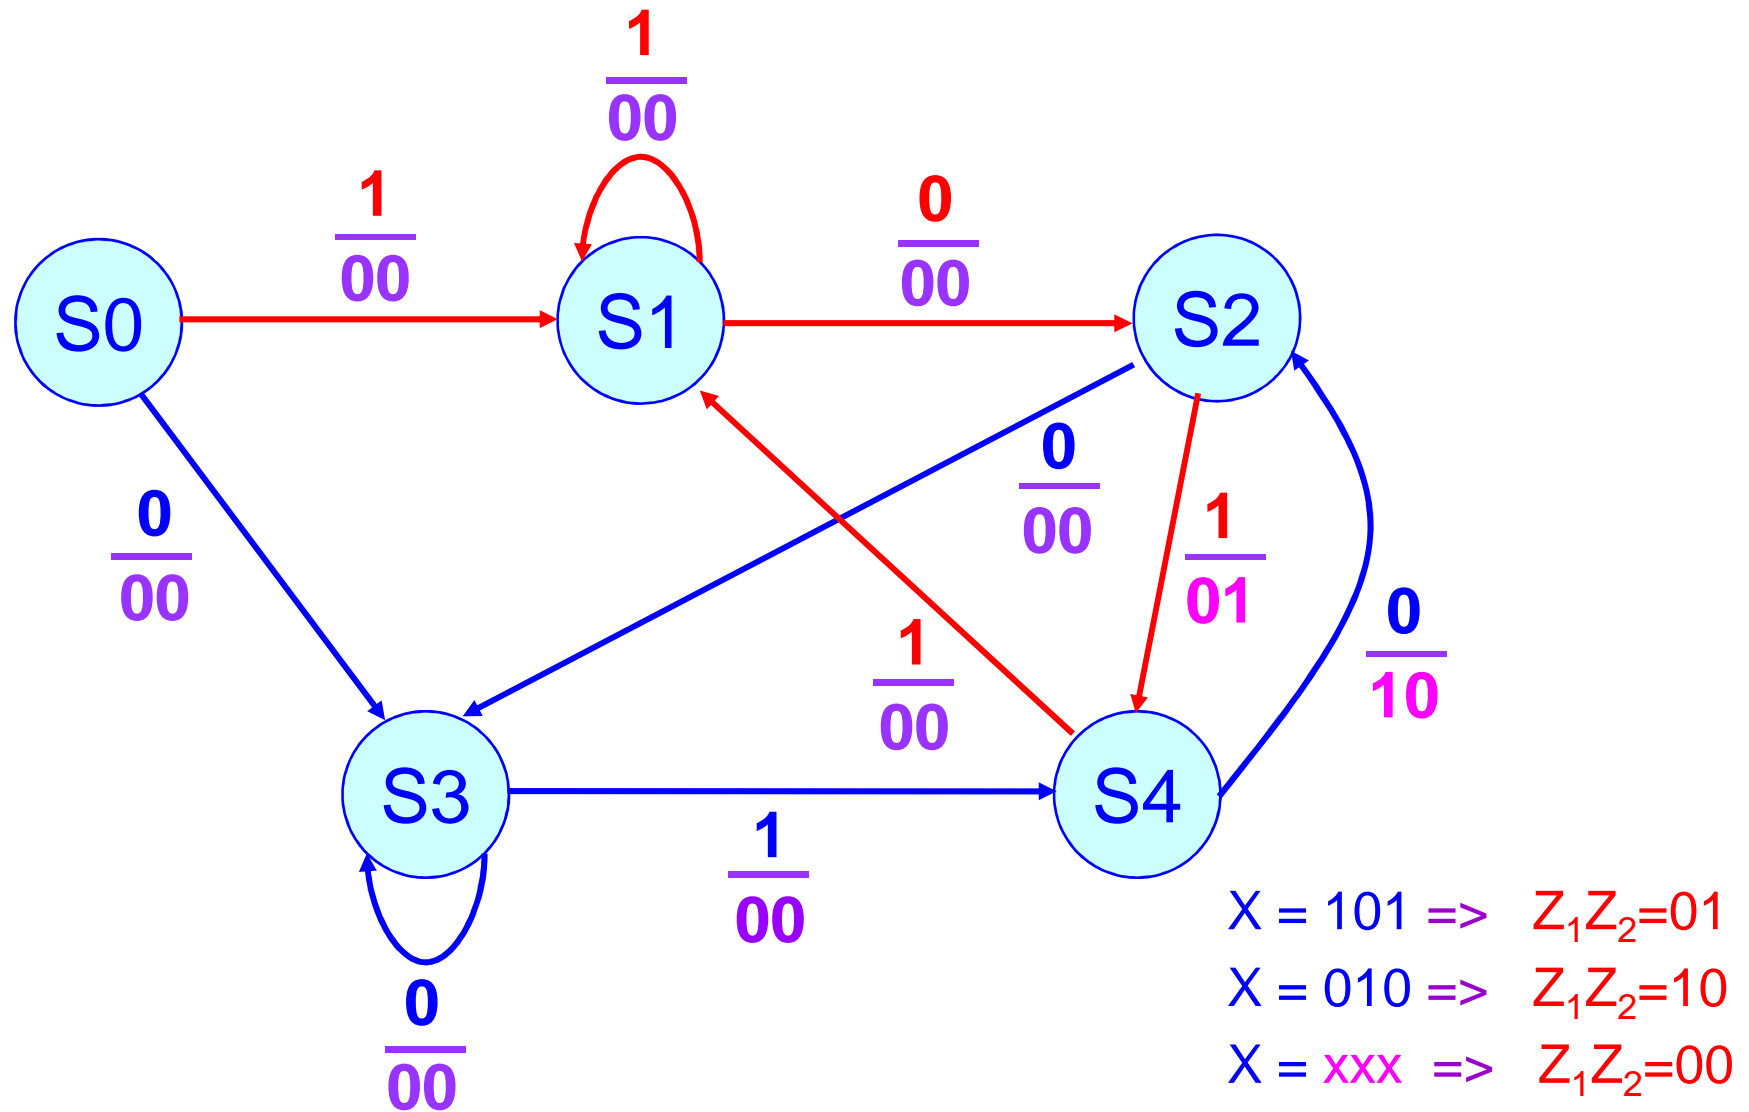 1
00
1
00
0
00
S0
S1
S2
0
00
0
00
1
01
0
10
1
00
S3
S4
1
00
0
00
X = 101 => Z₁Z₂=01
X = 010 => Z₁Z₂=10
X = xxx => Z₁Z₂=00